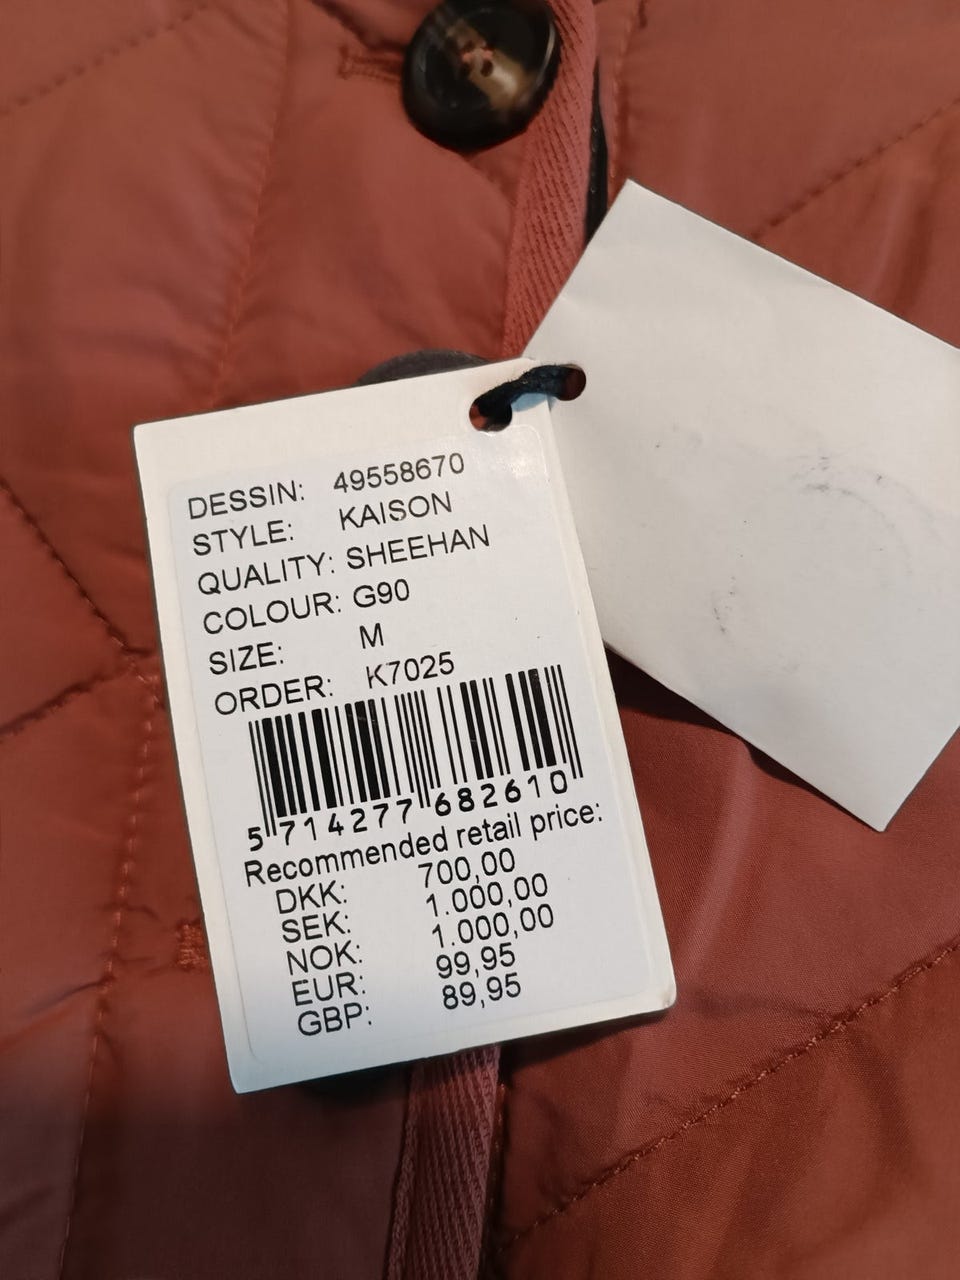 DESSIN: 49558670
STYLE: KAISON
QUALITY: SHEEHAN
COLOUR: G90
SIZE: M
ORDER: K7025
5 714277 682610
Recommended retail price:
DKK: 700,00
SEK: 1.000,00
NOK: 1.000,00
EUR: 99,95
GBP: 89,95